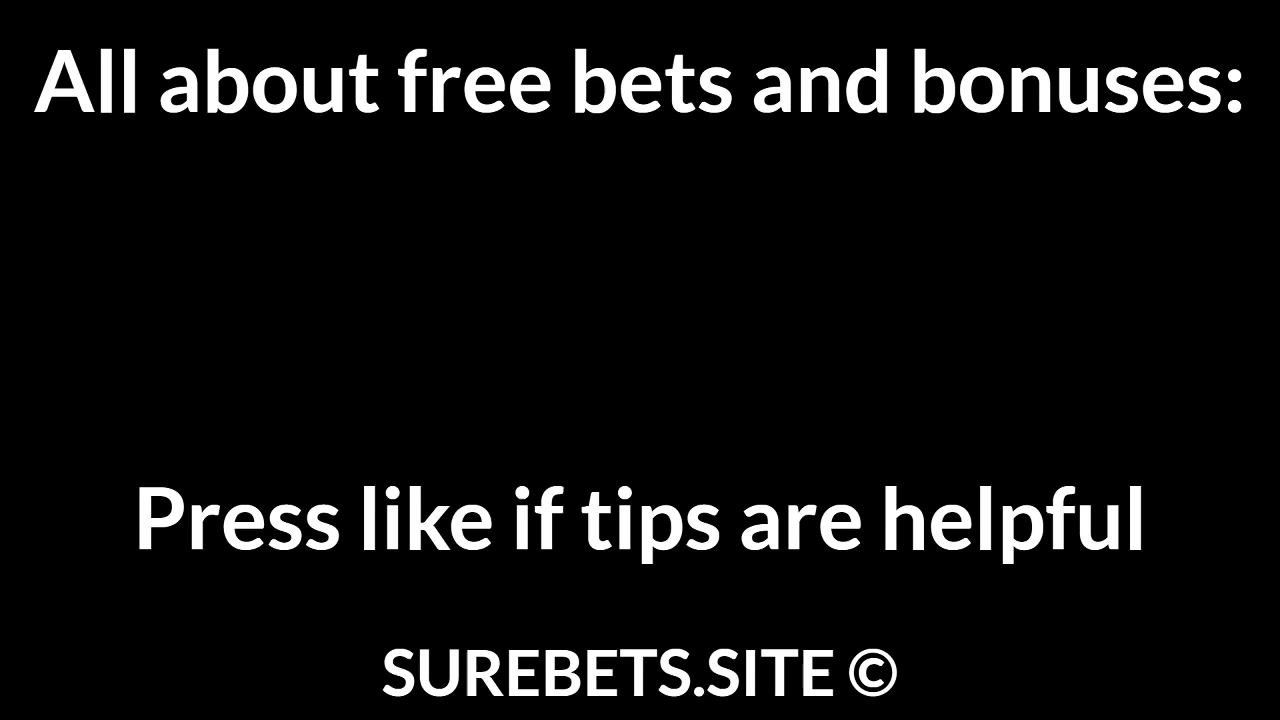 All about free bets and bonuses:
Press like if tips are helpful
SUREBETS.SITE ©